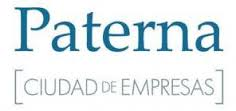 Paterna
[CIUDAD DE EMPRESAS]